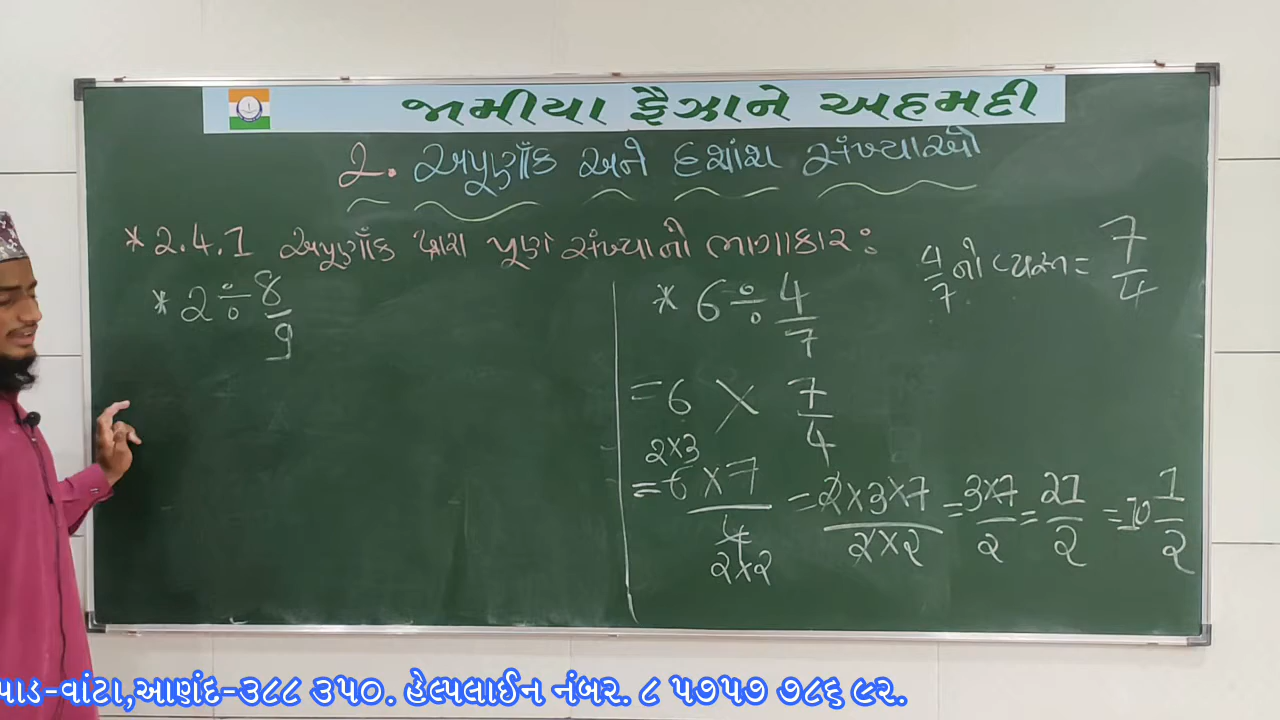 જામીયા ફૈઝાને અહમદી
2. અપૂર્ણાંક અને દશાંશ સંખ્યાઓ
* 2.4.1 અપૂર્ણાંક દ્વારા પૂર્ણ સંખ્યાનો ભાગાકાર :
* 2 ÷ 8/9
* 6 ÷ 4/7
4/7 નો વ્યસ્ત = 7/4
= 6 × 7/4
2×3
= 6 × 7 / 4 = 2×3×7 / 2×2 = 3×7 / 2 = 21/2 = 10 1/2
2×2
પાડ-વાંટા,આણંદ-૩૮૮ ૩૫૦. હેલ્પલાઈન નંબર. ૮ ૫૭૫૭ ૭૮૬ ૯૨.